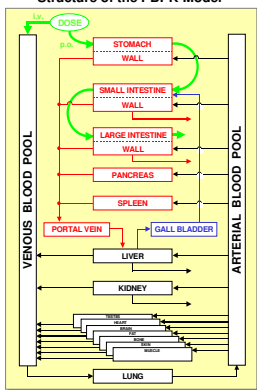 Structure of the PBPK Model
i.v.
DOSE
p.o.
STOMACH
WALL
SMALL INTESTINE
WALL
LARGE INTESTINE
WALL
PANCREAS
SPLEEN
PORTAL VEIN
GALL BLADDER
LIVER
KIDNEY
TESTES
HEART
BRAIN
FAT
BONE
SKIN
MUSCLE
LUNG
VENOUS BLOOD POOL
ARTERIAL BLOOD POOL